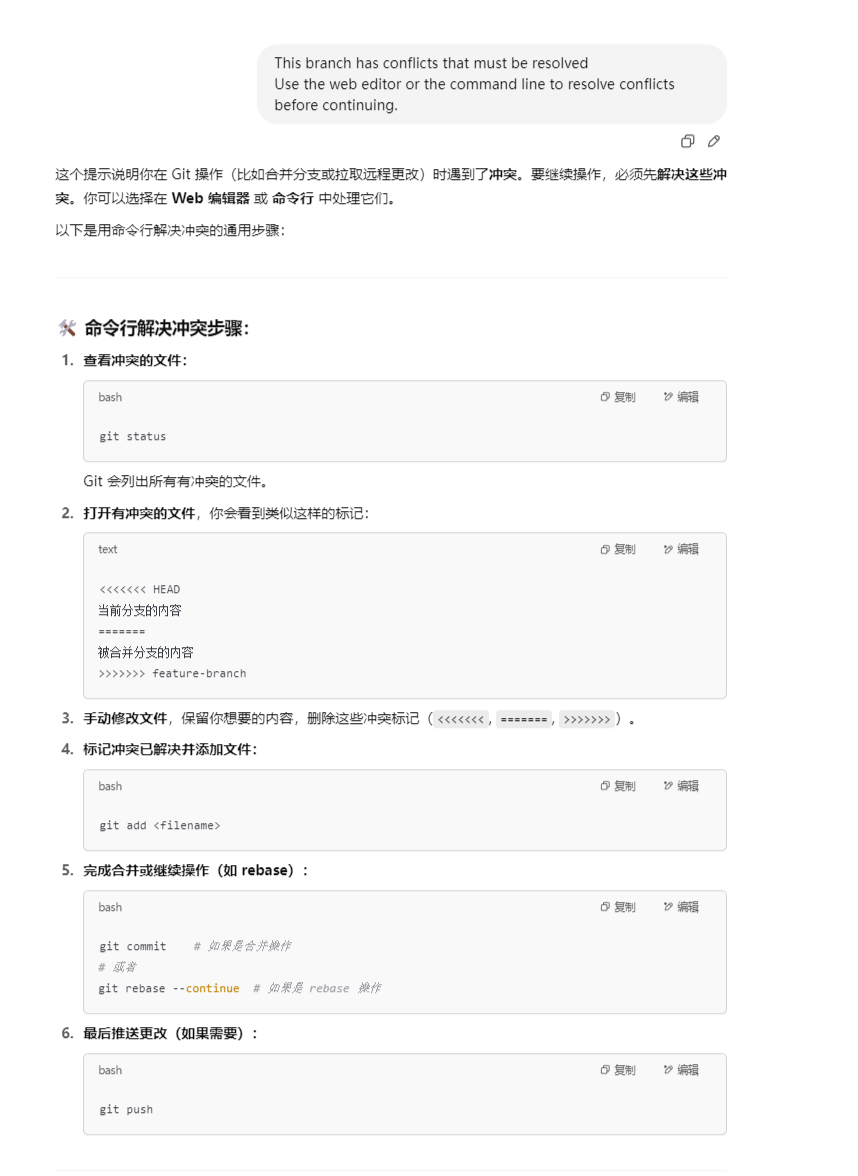 This branch has conflicts that must be resolved
Use the web editor or the command line to resolve conflicts
before continuing.
这个提示说明你在 Git 操作（比如合并分支或拉取远程更改）时遇到了冲突。要继续操作，必须先解决这些冲
突。你可以选择在 Web 编辑器 或 命令行 中处理它们。
以下是用命令行解决冲突的通用步骤：
命令行解决冲突步骤：
1. 查看冲突的文件：
bash 复制 编辑
git status
Git 会列出所有有冲突的文件。
2. 打开有冲突的文件，你会看到类似这样的标记：
text 复制 编辑
<<<<<<< HEAD
当前分支的内容
=======
被合并分支的内容
>>>>>>> feature-branch
3. 手动修改文件，保留你想要的内容，删除这些冲突标记（<<<<<<<, =======, >>>>>>>）。
4. 标记冲突已解决并添加文件：
bash 复制 编辑
git add <filename>
5. 完成合并或继续操作（如 rebase）：
bash 复制 编辑
git commit # 如果是合并操作
# 或者
git rebase --continue # 如果是 rebase 操作
6. 最后推送更改（如果需要）：
bash 复制 编辑
git push